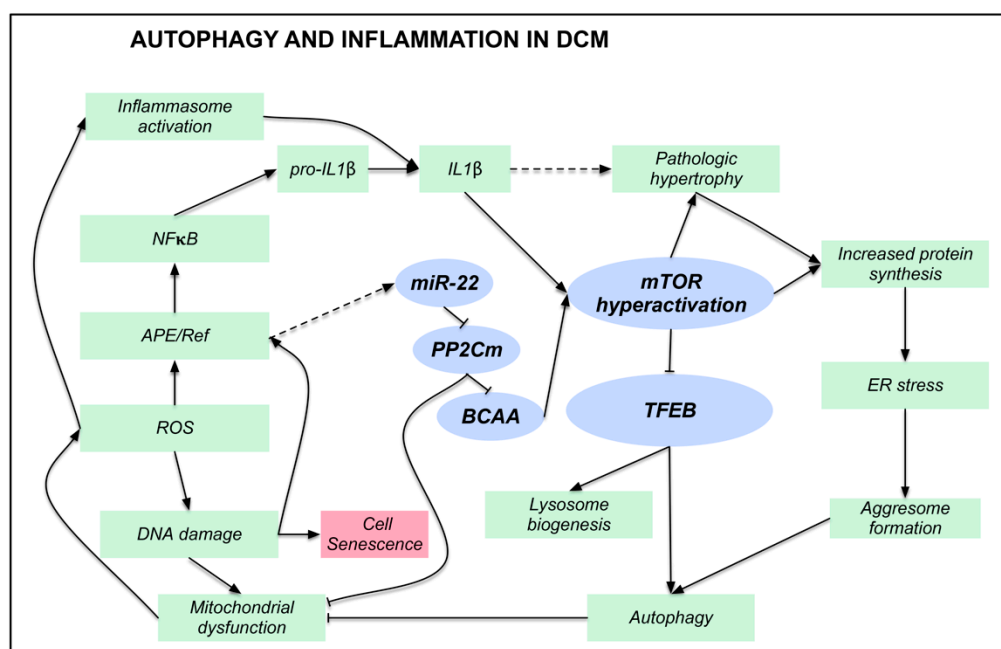 AUTOPHAGY AND INFLAMMATION IN DCM
Inflammasome
activation
pro-IL1β
IL1β
Pathologic
hypertrophy
NFκB
miR-22
mTOR
hyperactivation
Increased protein
synthesis
APE/Ref
PP2Cm
ER stress
BCAA
TFEB
ROS
Lysosome
biogenesis
Aggresome
formation
DNA damage
Cell
Senescence
Mitochondrial
dysfunction
Autophagy